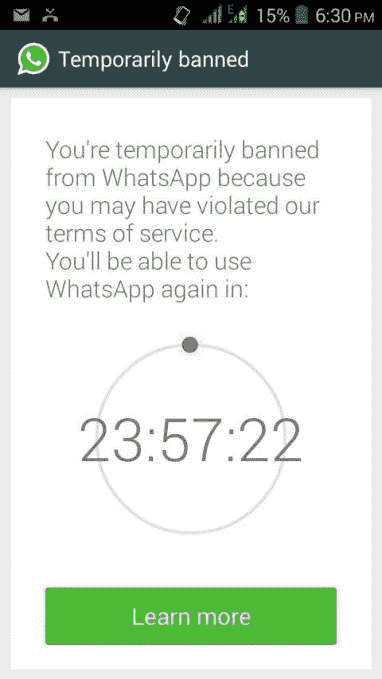 15% 6:30 PM
Temporarily banned
You're temporarily banned
from WhatsApp because
you may have violated our
terms of service.
You'll be able to use
WhatsApp again in:
23:57:22
Learn more